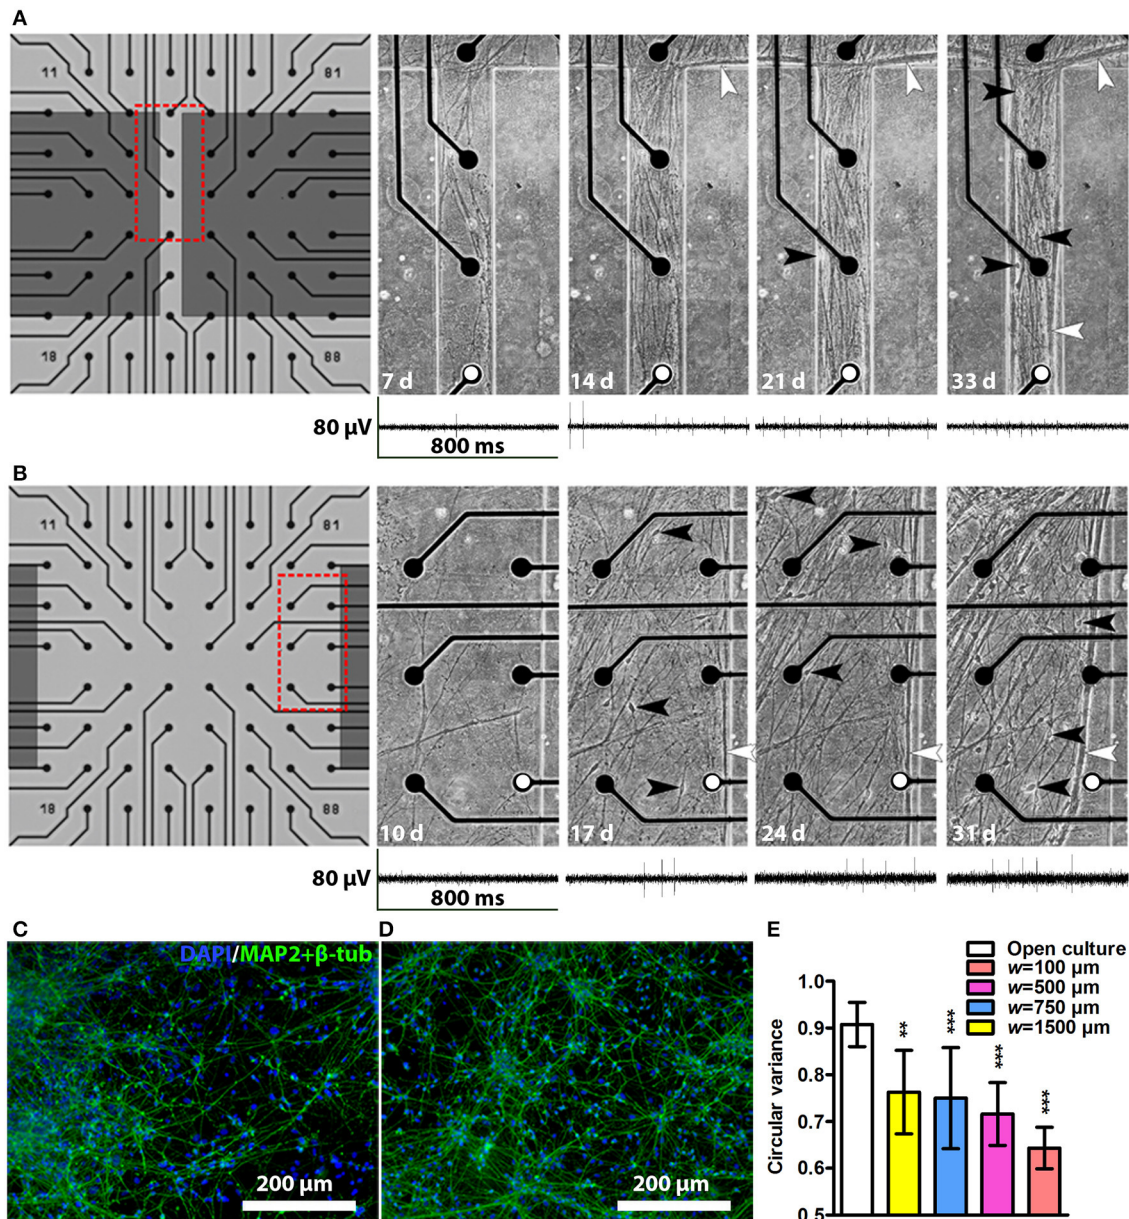 A
11
81
18
88
7 d
14 d
21 d
33 d
80 µV
800 ms
B
11
81
18
88
10 d
17 d
24 d
31 d
80 µV
800 ms
C
DAPI/MAP2+β-tub
200 µm
D
200 µm
E
Open culture
w=100 µm
w=500 µm
w=750 µm
w=1500 µm
Circular variance
1.0
0.9
0.8
0.7
0.6
0.5
**
***
***
***